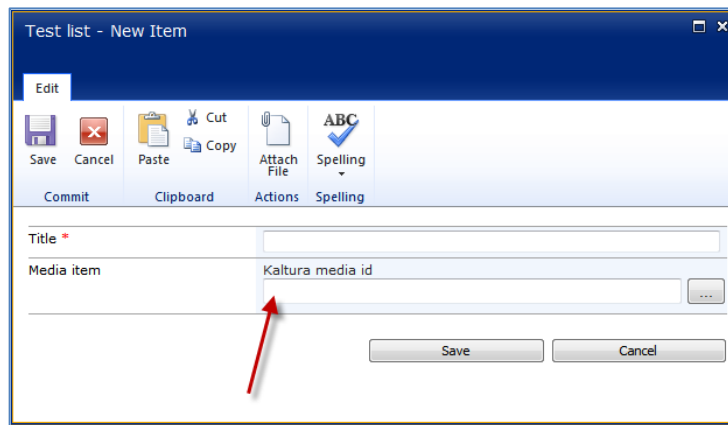 Test list - New Item
Edit
Save
Cancel
Paste
Cut
Copy
Attach File
ABC
Spelling
Commit
Clipboard
Actions
Spelling
Title *
Media item
Kaltura media id
...
Save
Cancel